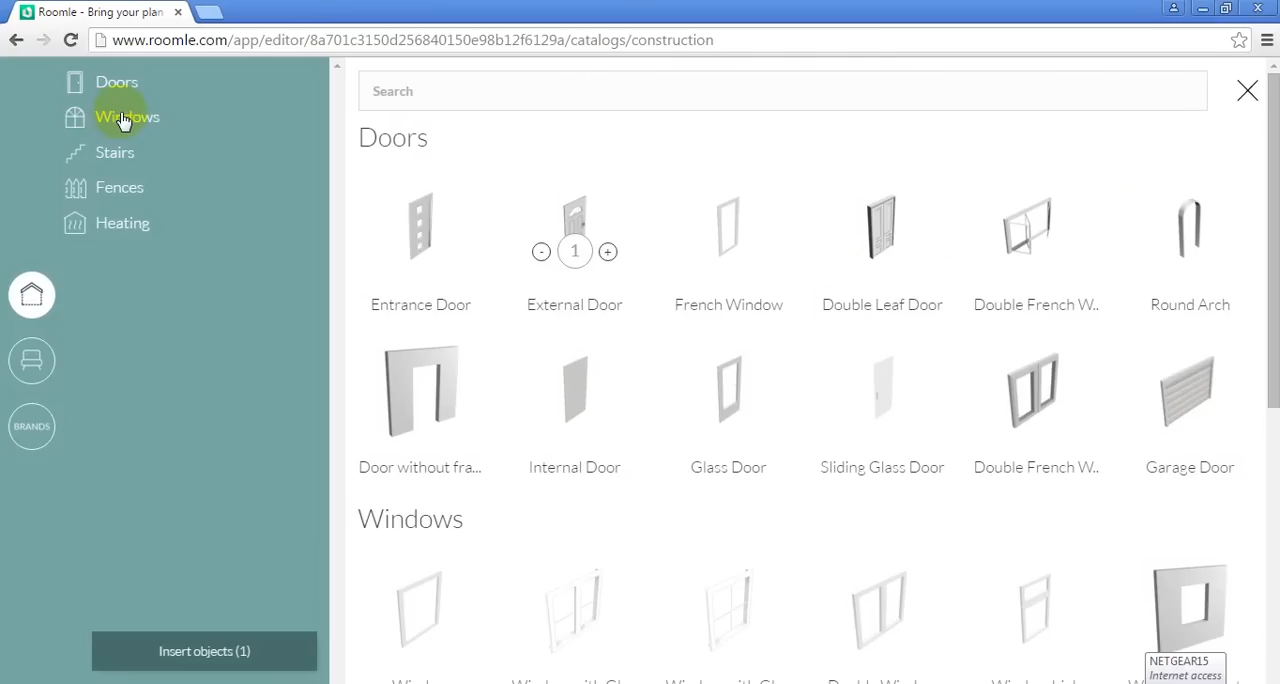 Roomle - Bring your plan
www.roomle.com/app/editor/8a701c3150d256840150e98b12f6129a/catalogs/construction
Doors
Windows
Stairs
Fences
Heating
BRANDS
Insert objects (1)
Search
Doors
- 1 +
Entrance Door
External Door
French Window
Double Leaf Door
Double French W..
Round Arch
Door without fra...
Internal Door
Glass Door
Sliding Glass Door
Double French W..
Garage Door
Windows
NETGEAR15
Internet access